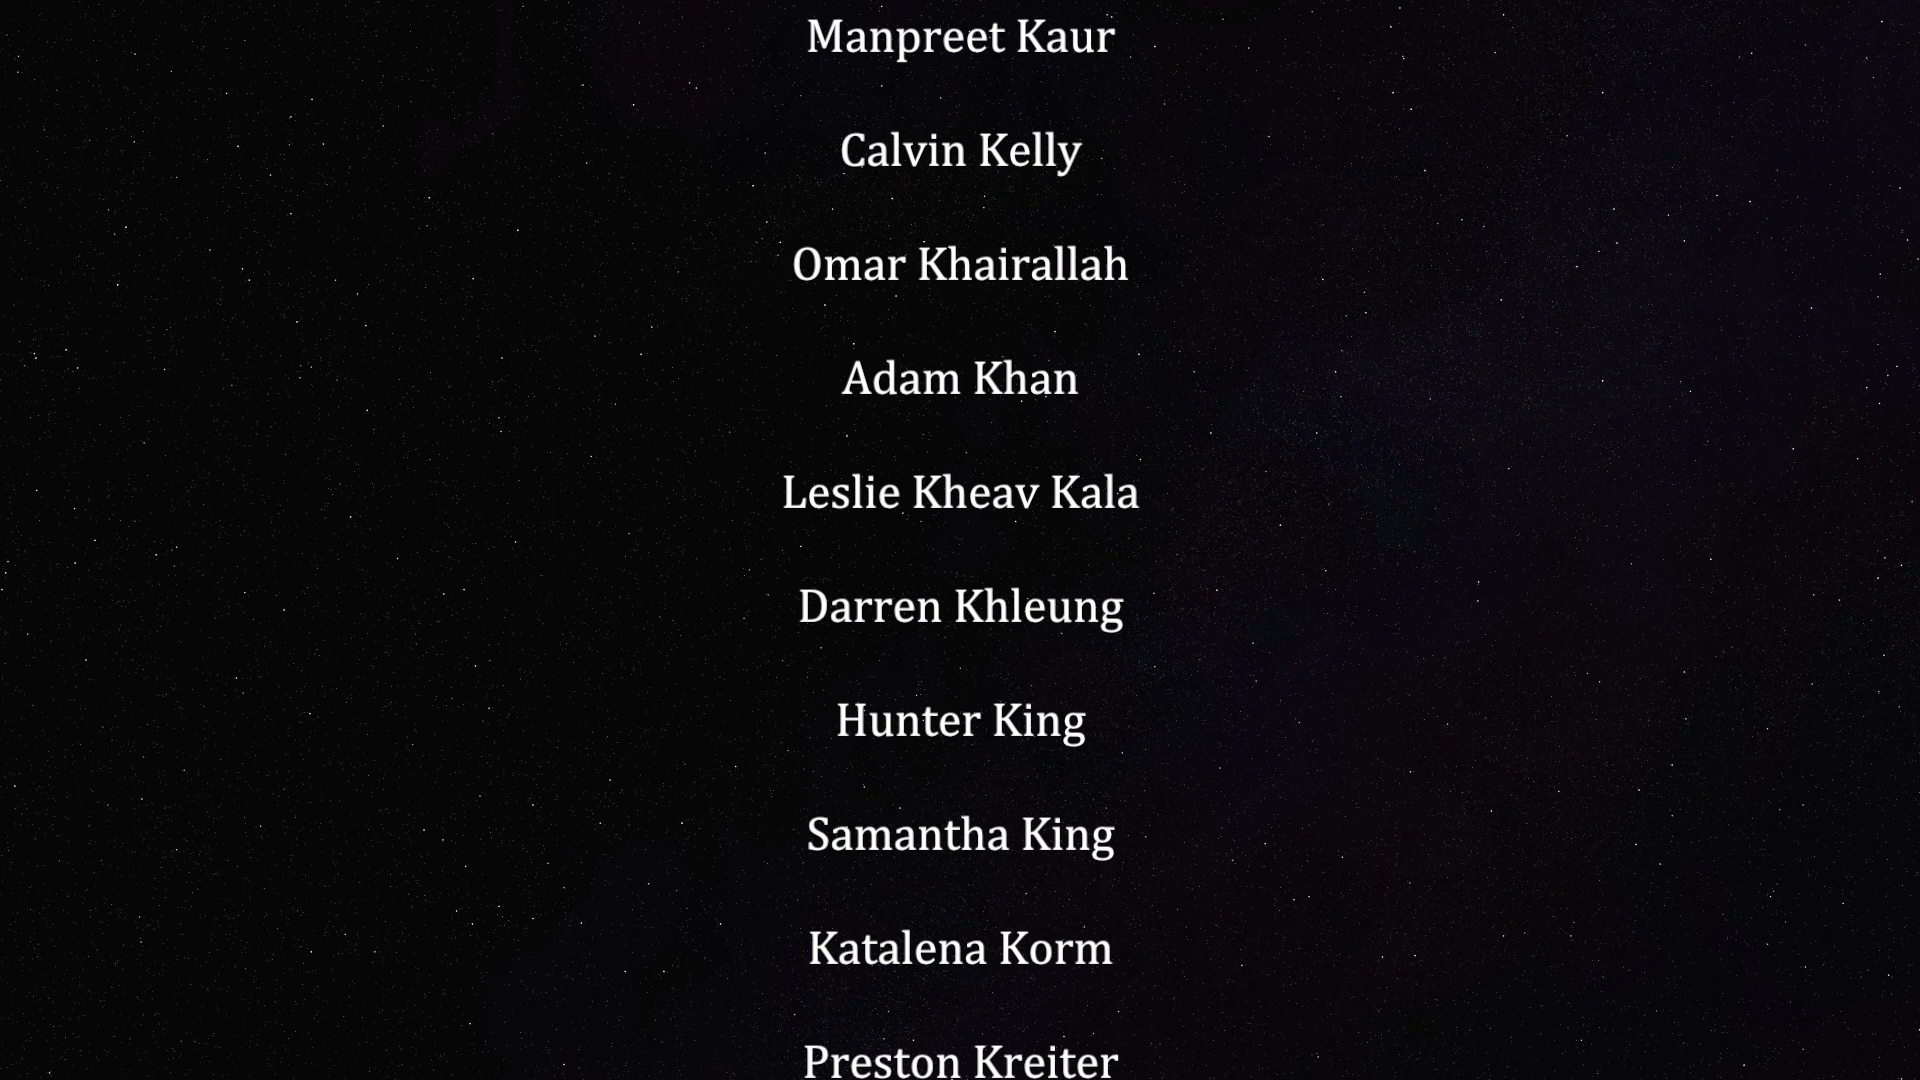 Manpreet Kaur
Calvin Kelly
Omar Khairallah
Adam Khan
Leslie Kheav Kala
Darren Khleung
Hunter King
Samantha King
Katalena Korm
Preston Kreiter